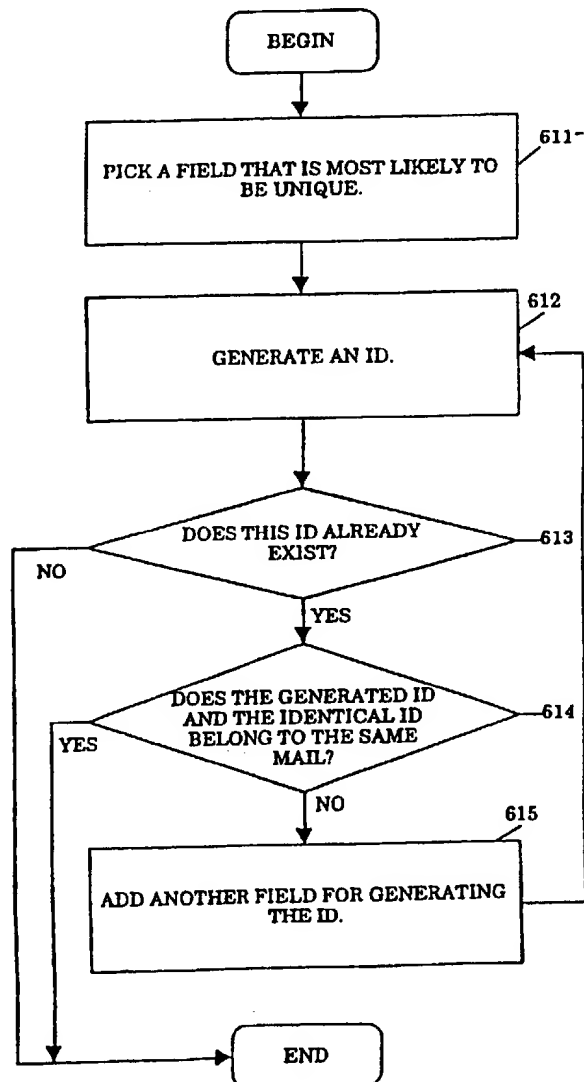 BEGIN
611
PICK A FIELD THAT IS MOST LIKELY TO
BE UNIQUE.
612
GENERATE AN ID.
DOES THIS ID ALREADY
EXIST?
613
NO
YES
DOES THE GENERATED ID
AND THE IDENTICAL ID
BELONG TO THE SAME
MAIL?
614
YES
NO
615
ADD ANOTHER FIELD FOR GENERATING
THE ID.
END